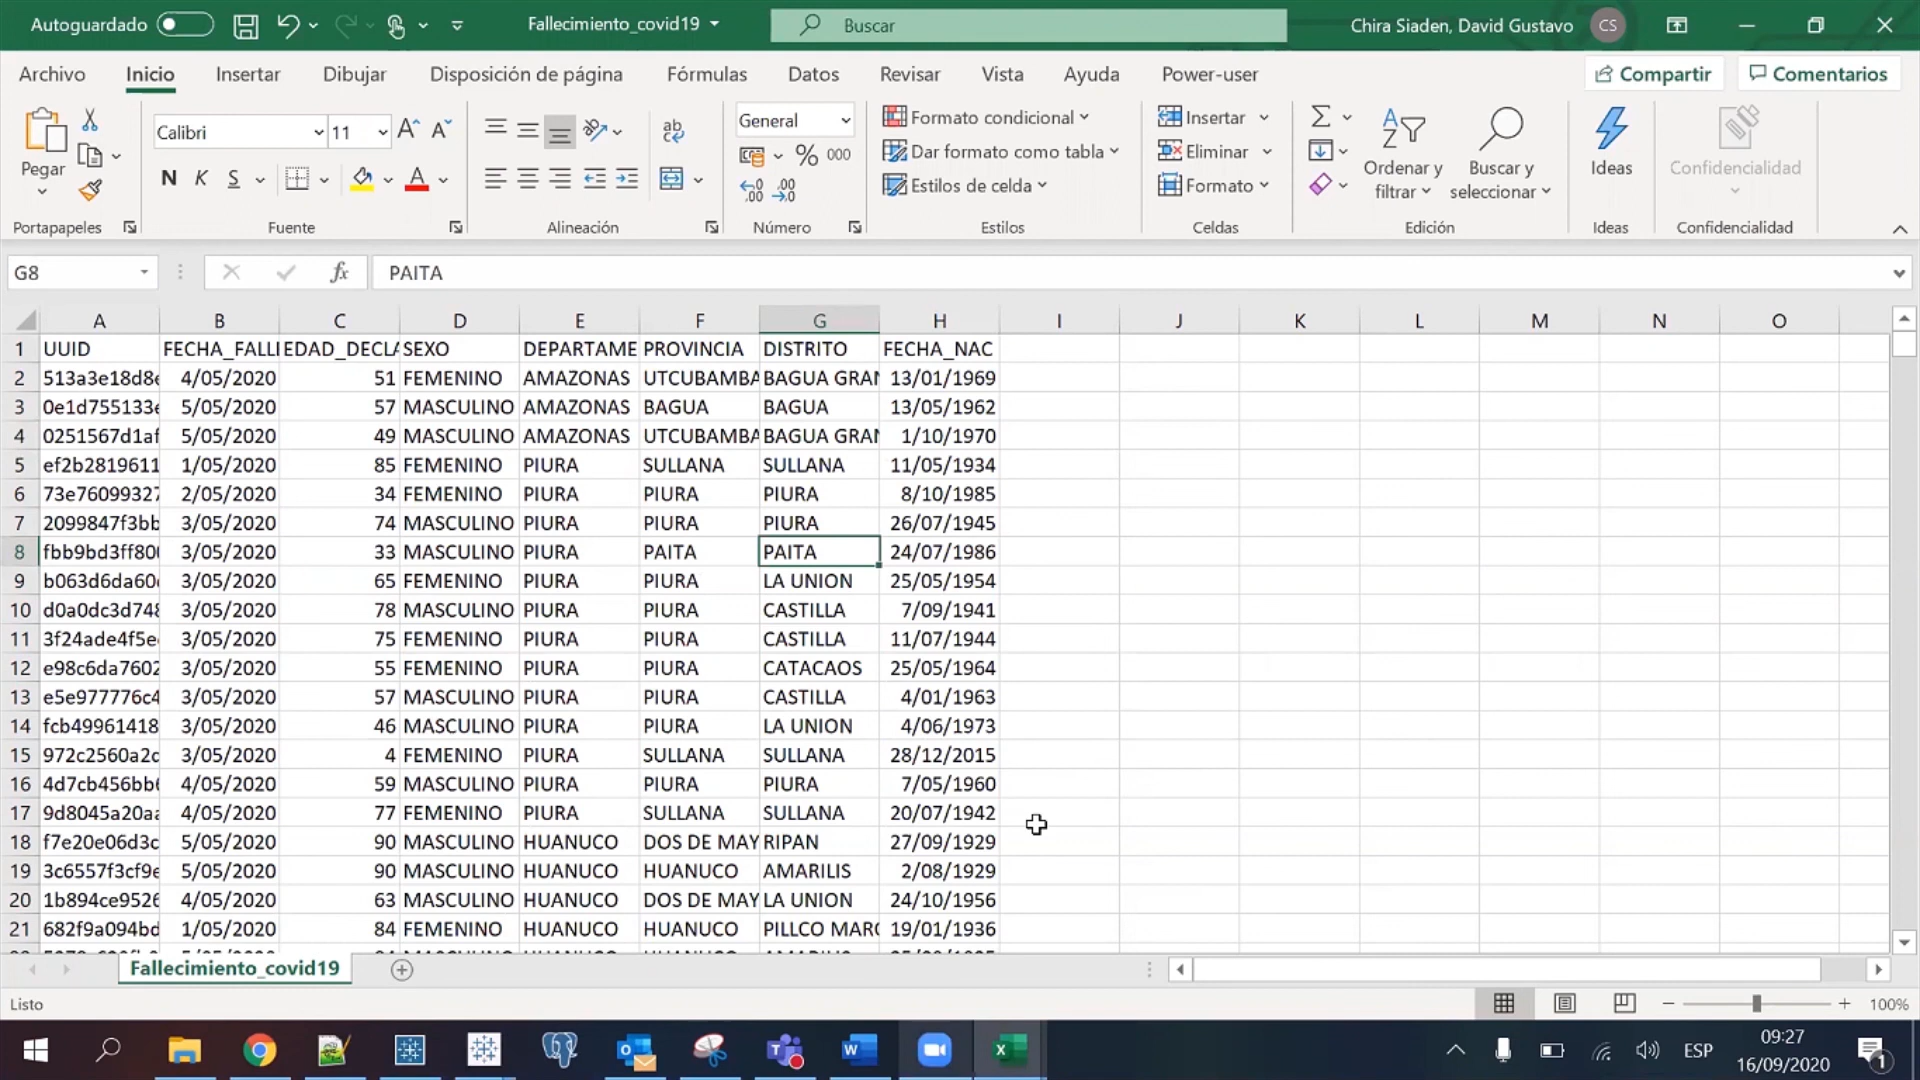 Autoguardado Fallecimiento_covid19 Buscar Chira Siaden, David Gustavo CS
Archivo Inicio Insertar Dibujar Disposición de página Fórmulas Datos Revisar Vista Ayuda Power-user Compartir Comentarios
Pegar
Calibri 11
N K S
General
% 000
Formato condicional
Dar formato como tabla
Estilos de celda
Insertar
Eliminar
Formato
Ordenar y
filtrar
Buscar y
seleccionar
Ideas
Confidencialidad
Portapapeles Fuente Alineación Número Estilos Celdas Edición Ideas Confidencialidad
G8 fx PAITA
A B C D E F G H I J K L M N O
1 UUID FECHA_FALL EDAD_DECLA SEXO DEPARTAME PROVINCIA DISTRITO FECHA_NAC
2 513a3e18d8e 4/05/2020 51 FEMENINO AMAZONAS UTCUBAMBA BAGUA GRAN 13/01/1969
3 0e1d755133e 5/05/2020 57 MASCULINO AMAZONAS BAGUA BAGUA 13/05/1962
4 0251567d1af 5/05/2020 49 MASCULINO AMAZONAS UTCUBAMBA BAGUA GRAN 1/10/1970
5 ef2b2819611 1/05/2020 85 FEMENINO PIURA SULLANA SULLANA 11/05/1934
6 73e76099327 2/05/2020 34 FEMENINO PIURA PIURA PIURA 8/10/1985
7 2099847f3bb 3/05/2020 74 MASCULINO PIURA PIURA PIURA 26/07/1945
8 fbb9bd3ff80 3/05/2020 33 MASCULINO PIURA PAITA PAITA 24/07/1986
9 b063d6da60 3/05/2020 65 FEMENINO PIURA PIURA LA UNION 25/05/1954
10 d0a0dc3d748 3/05/2020 78 MASCULINO PIURA PIURA CASTILLA 7/09/1941
11 3f24ade4f5e 3/05/2020 75 FEMENINO PIURA PIURA CASTILLA 11/07/1944
12 e98c6da7602 3/05/2020 55 FEMENINO PIURA PIURA CATACAOS 25/05/1964
13 e5e977776c4 3/05/2020 57 MASCULINO PIURA PIURA CASTILLA 4/01/1963
14 fcb49961418 3/05/2020 46 MASCULINO PIURA PIURA LA UNION 4/06/1973
15 972c2560a2c 3/05/2020 4 FEMENINO PIURA SULLANA SULLANA 28/12/2015
16 4d7cb456bb6 4/05/2020 59 MASCULINO PIURA PIURA PIURA 7/05/1960
17 9d8045a20aa 4/05/2020 77 FEMENINO PIURA SULLANA SULLANA 20/07/1942
18 f7e20e06d3c 5/05/2020 90 MASCULINO HUANUCO DOS DE MAY RIPAN 27/09/1929
19 3c6557f3cf9e 5/05/2020 90 MASCULINO HUANUCO HUANUCO AMARILIS 2/08/1929
20 1b894ce9526 4/05/2020 63 MASCULINO HUANUCO DOS DE MAY LA UNION 24/10/1956
21 682f9a094bd 1/05/2020 84 FEMENINO HUANUCO HUANUCO PILLCO MARC 19/01/1936
Fallecimiento_covid19
Listo 100%
ESP 09:27
16/09/2020
1